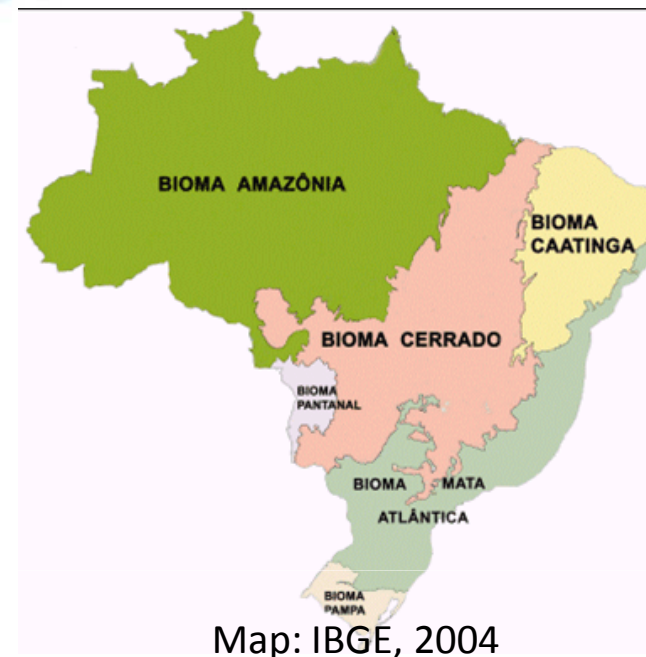 BIOMA AMAZÔNIA
BIOMA
CAATINGA
BIOMA CERRADO
BIOMA
PANTANAL
BIOMA MATA
ATLÂNTICA
BIOMA
PAMPA
Map: IBGE, 2004